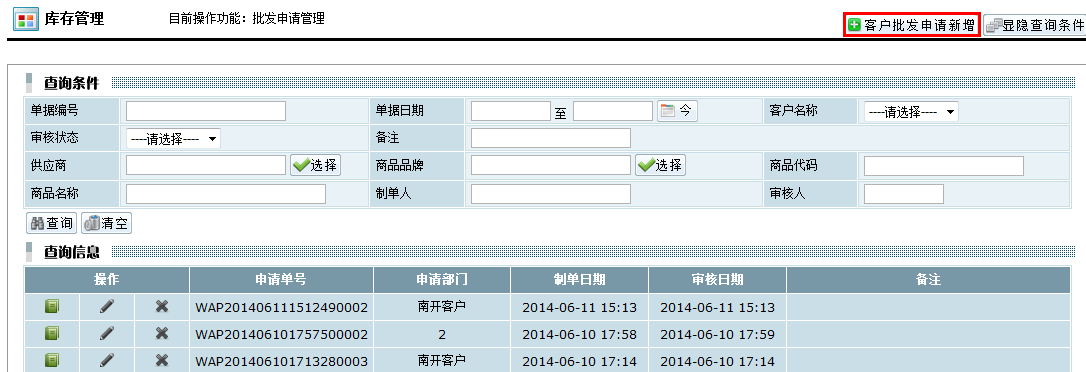 库存管理 目前操作功能：批发申请管理 客户批发申请新增 显隐查询条件
查询条件
单据编号 单据日期 至 今 客户名称 ----请选择----
审核状态 ----请选择---- 备注
供应商 选择 商品品牌 选择 商品代码
商品名称 制单人 审核人
查询 清空
查询信息
操作 申请单号 申请部门 制单日期 审核日期 备注
WAP201406111512490002 南开客户 2014-06-11 15:13 2014-06-11 15:13
WAP201406101757500002 2 2014-06-10 17:58 2014-06-10 17:59
WAP201406101713280003 南开客户 2014-06-10 17:14 2014-06-10 17:14